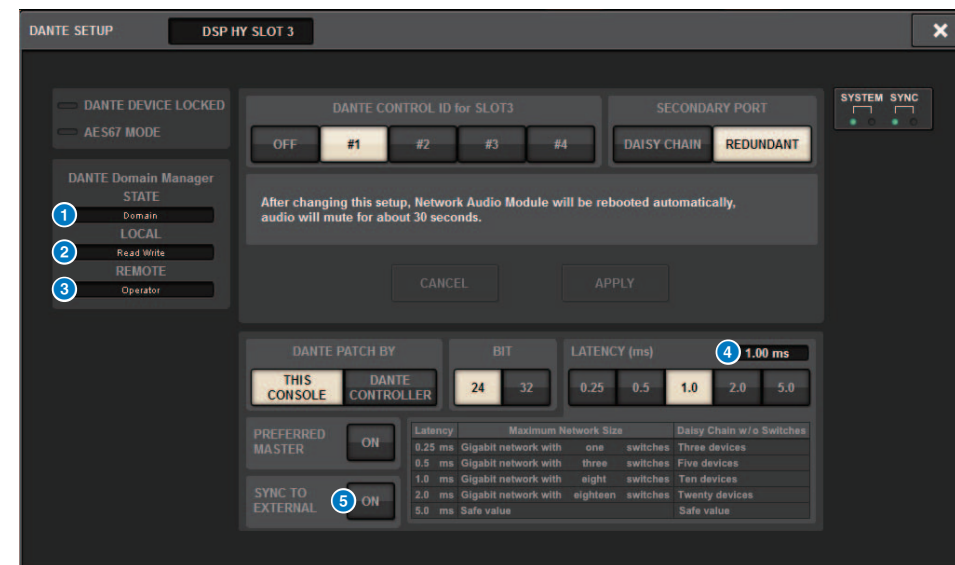 DANTE SETUP
DSP HY SLOT 3
×
DANTE DEVICE LOCKED
AES67 MODE
DANTE Domain Manager
STATE
1
Domain
LOCAL
2
Read Write
REMOTE
3
Operator
DANTE CONTROL ID for SLOT3
OFF #1 #2 #3 #4
SECONDARY PORT
DAISY CHAIN REDUNDANT
SYSTEM SYNC
After changing this setup, Network Audio Module will be rebooted automatically,
audio will mute for about 30 seconds.
CANCEL APPLY
DANTE PATCH BY
THIS CONSOLE
DANTE CONTROLLER
BIT
24 32
LATENCY (ms)
4
1.00 ms
0.25 0.5 1.0 2.0 5.0
PREFERRED
MASTER
ON
SYNC TO
EXTERNAL
5
ON
Latency Maximum Network Size Daisy Chain w/o Switches
0.25 ms Gigabit network with one switches Three devices
0.5 ms Gigabit network with three switches Five devices
1.0 ms Gigabit network with eight switches Ten devices
2.0 ms Gigabit network with eighteen switches Twenty devices
5.0 ms Safe value Safe value